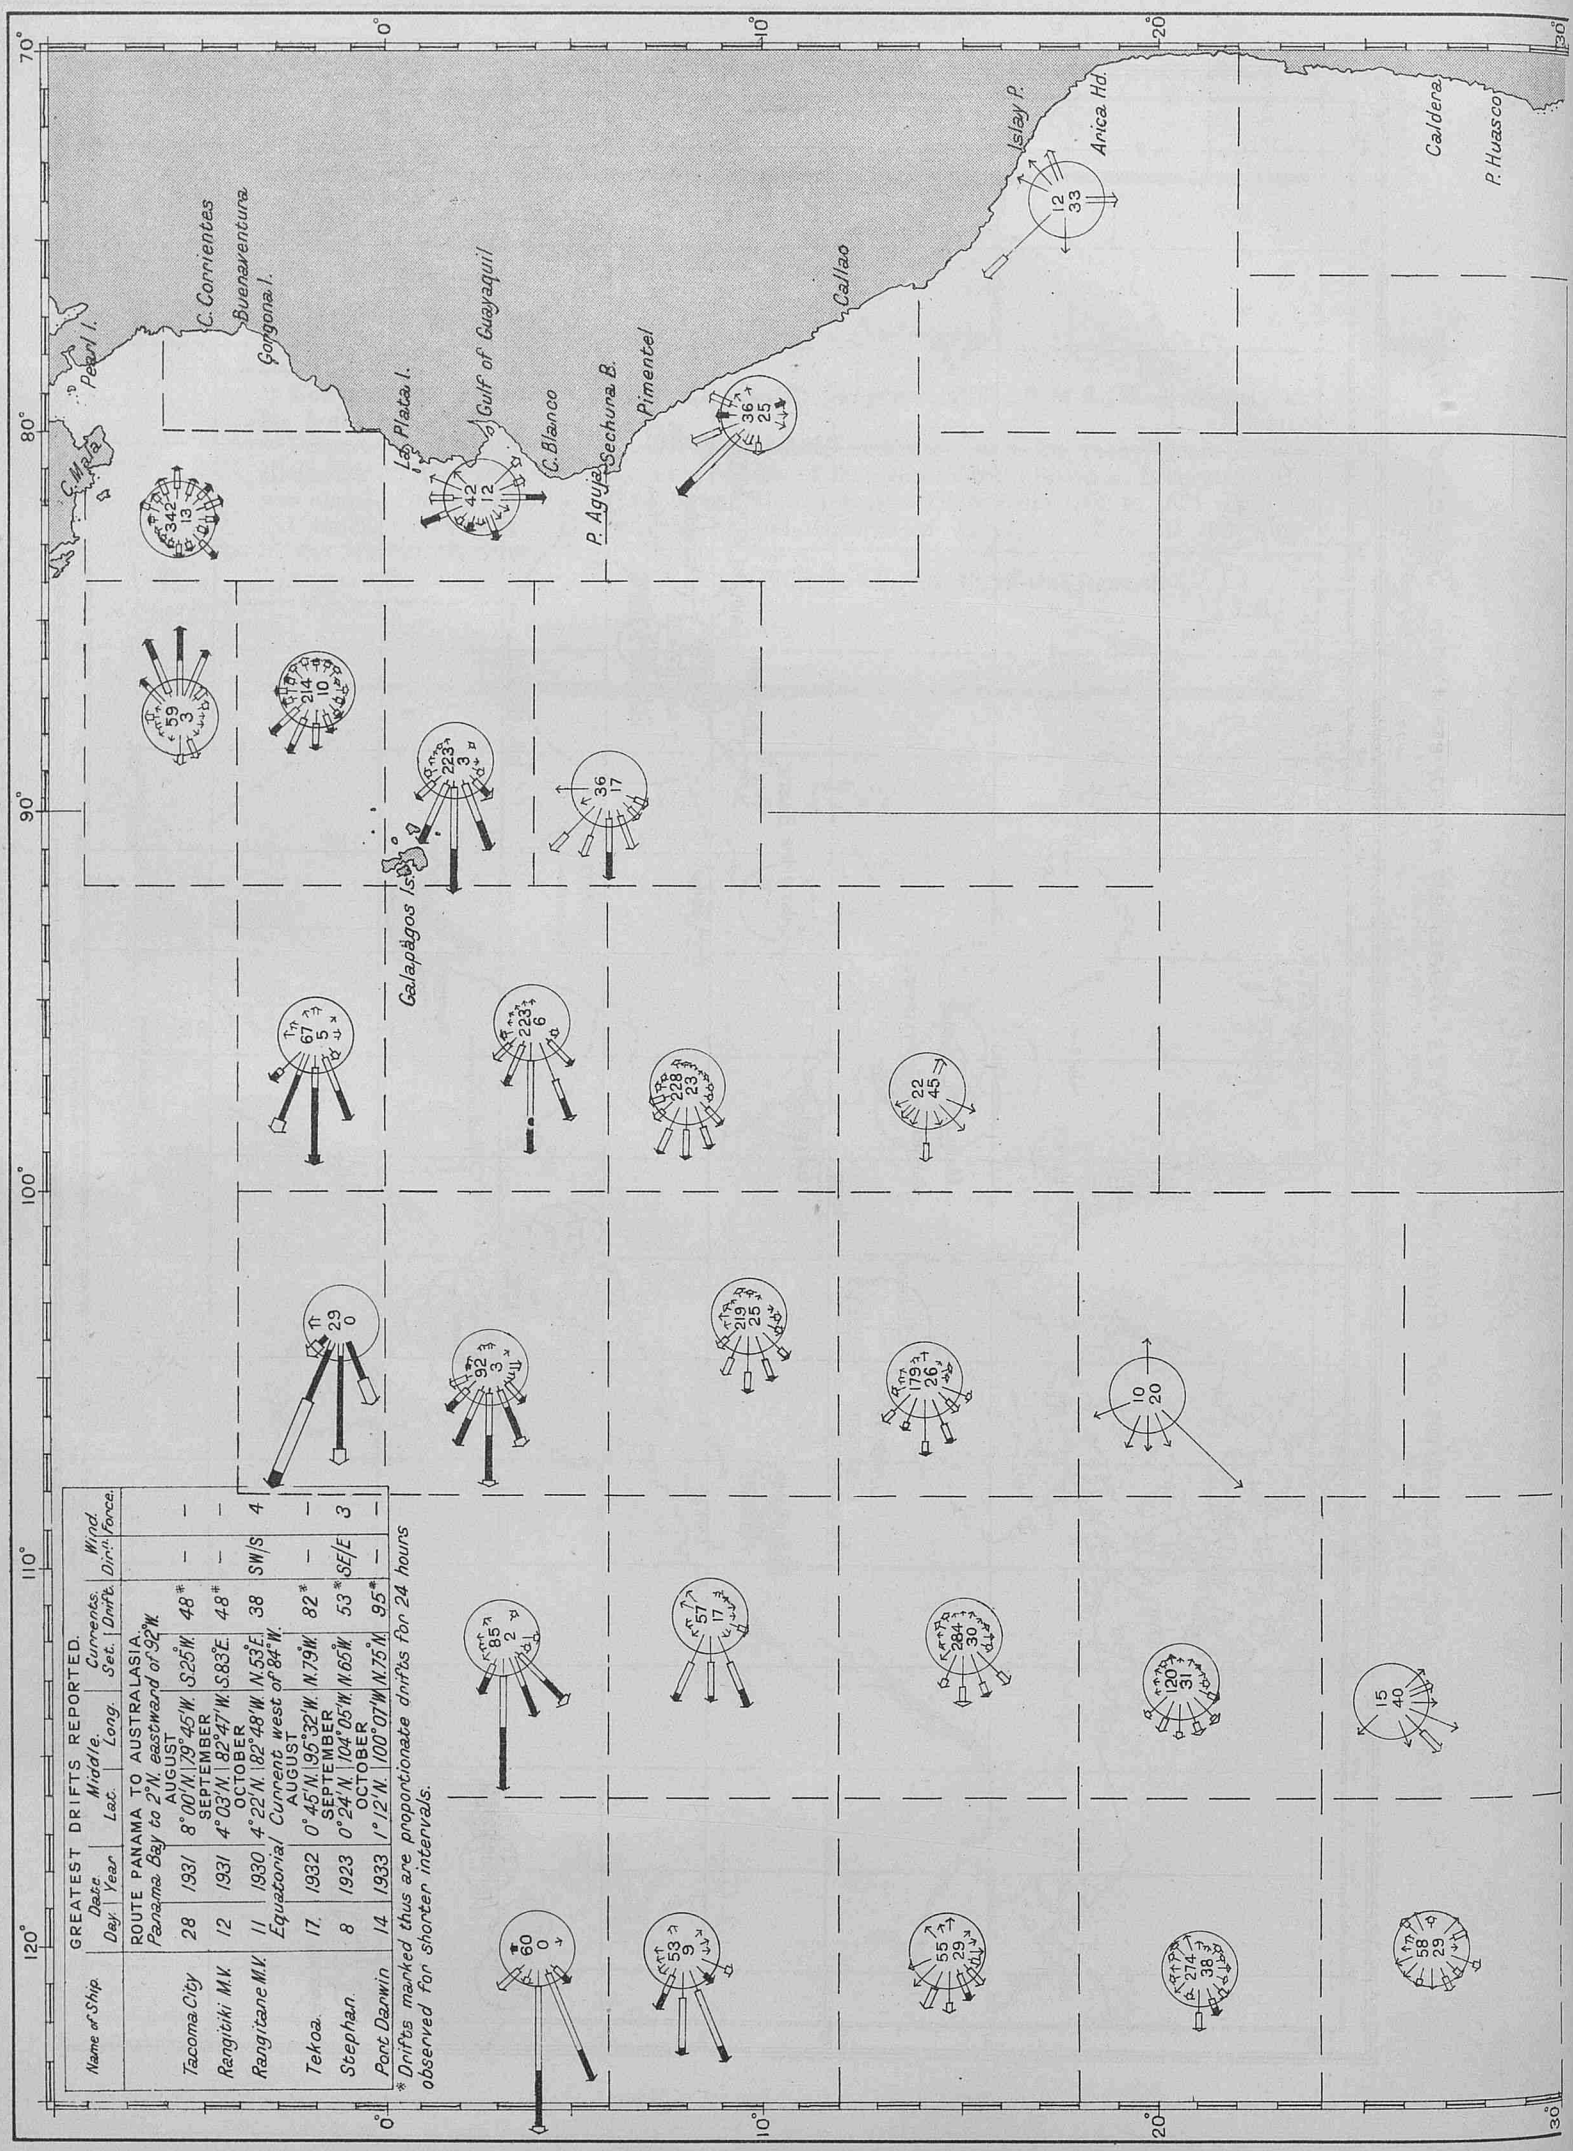 GREATEST DRIFTS REPORTED.
Name of Ship. Date. Middle. Currents. Wind.
Day. Year Lat. Long. Set. Drift. Dirn. Force.
ROUTE PANAMA TO AUSTRALASIA.
Panama Bay to 2°N. eastward of 92°W.
AUGUST
Tacoma City 28 1931 8°00'N. 79°45'W. S.25°W. 48* — —
SEPTEMBER
Rangitiki M.V. 12 1931 4°03'N. 82°47'W. S.83°E. 48* — —
OCTOBER
Rangitane M.V. 11 1930 4°22'N. 82°48'W. N.53°E. 38 SW/S 4
Equatorial Current west of 84°W.
AUGUST
Tekoa. 17. 1932 0°45'N. 95°32'W. N.79°W. 82* — —
SEPTEMBER
Stephan. 8 1923 0°24'N. 104°05'W. N.65°W. 53* SE/E 3
OCTOBER
Port Darwin 14 1933 1°12'N. 100°07'W. N.75°W. 95* — —
* Drifts marked thus are proportionate drifts for 24 hours
observed for shorter intervals.
120° 110° 100° 90° 80° 70°
0°
10°
20°
30°
0°
10°
20°
30°
C. Mala
Pearl I.
C. Corrientes
Buenaventura
Gorgona I.
La Plata I.
Gulf of Guayaquil
C. Blanco
P. Aguja
Sechura B.
Pimentel
Callao
Islay P.
Arica Hd.
Caldera
P. Huasco
Galapagos Is.
59
3
342
13
214
10
67
5
29
0
42
12
223
3
92
3
223
6
85
2
60
0
36
17
228
23
57
17
53
9
36
25
219
25
22
45
179
26
284
30
55
29
12
33
10
20
120
31
274
38
15
40
58
29